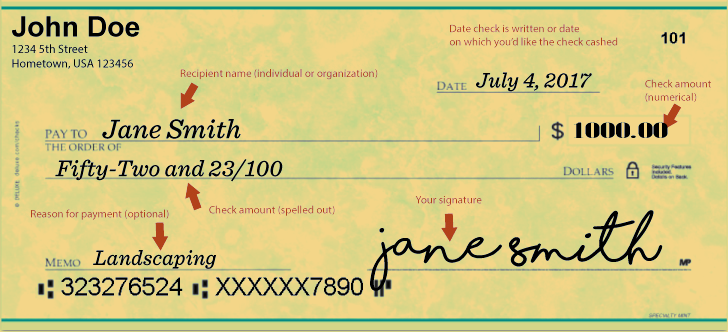 John Doe
1234 5th Street
Hometown, USA 123456
Date check is written or date
on which you'd like the check cashed
101
Recipient name (individual or organization)
DATE July 4, 2017
Check amount
(numerical)
PAY TO
THE ORDER OF
Jane Smith
$ 1000.00
Fifty-Two and 23/100
DOLLARS
Security Features
Included.
Details on Back.
Reason for payment (optional)
Check amount (spelled out)
Your signature
MEMO Landscaping
jane smith
MP
323276524 XXXXXX7890
SPECIALTY MINT